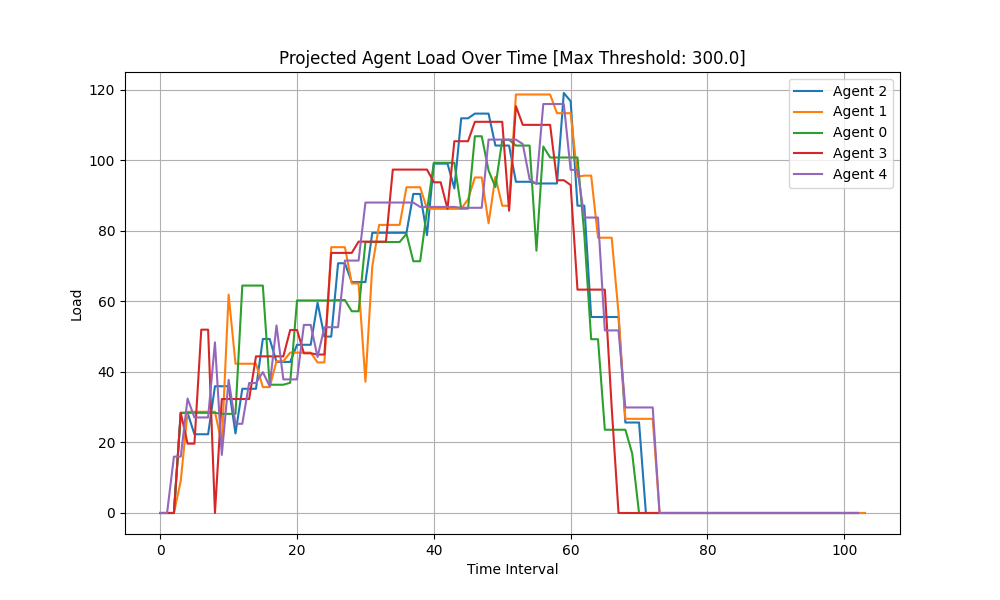 Projected Agent Load Over Time [Max Threshold: 300.0]
Load
120
100
80
60
40
20
0
Agent 2
Agent 1
Agent 0
Agent 3
Agent 4
0 20 40 60 80 100
Time Interval